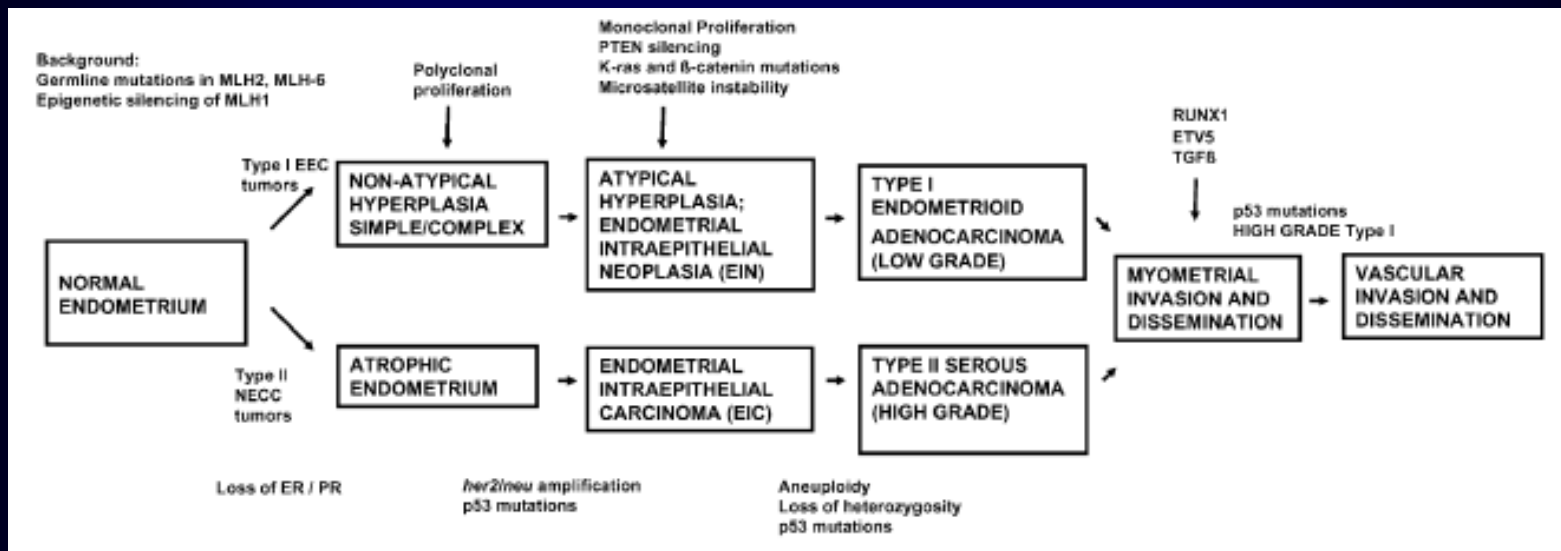 Background:
Germline mutations in MLH2, MLH-6
Epigenetic silencing of MLH1
Polyclonal
proliferation
Monoclonal Proliferation
PTEN silencing
K-ras and ß-catenin mutations
Microsatellite instability
RUNX1
ETV5
TGFß
p53 mutations
HIGH GRADE Type I
Type I EEC
tumors
NON-ATYPICAL
HYPERPLASIA
SIMPLE/COMPLEX
ATYPICAL
HYPERPLASIA;
ENDOMETRIAL
INTRAEPITHELIAL
NEOPLASIA (EIN)
TYPE I
ENDOMETRIOID
ADENOCARCINOMA
(LOW GRADE)
NORMAL
ENDOMETRIUM
MYOMETRIAL
INVASION AND
DISSEMINATION
VASCULAR
INVASION AND
DISSEMINATION
Type II
NECC
tumors
ATROPHIC
ENDOMETRIUM
ENDOMETRIAL
INTRAEPITHELIAL
CARCINOMA (EIC)
TYPE II SEROUS
ADENOCARCINOMA
(HIGH GRADE)
Loss of ER / PR
her2/neu amplification
p53 mutations
Aneuploidy
Loss of heterozygosity
p53 mutations